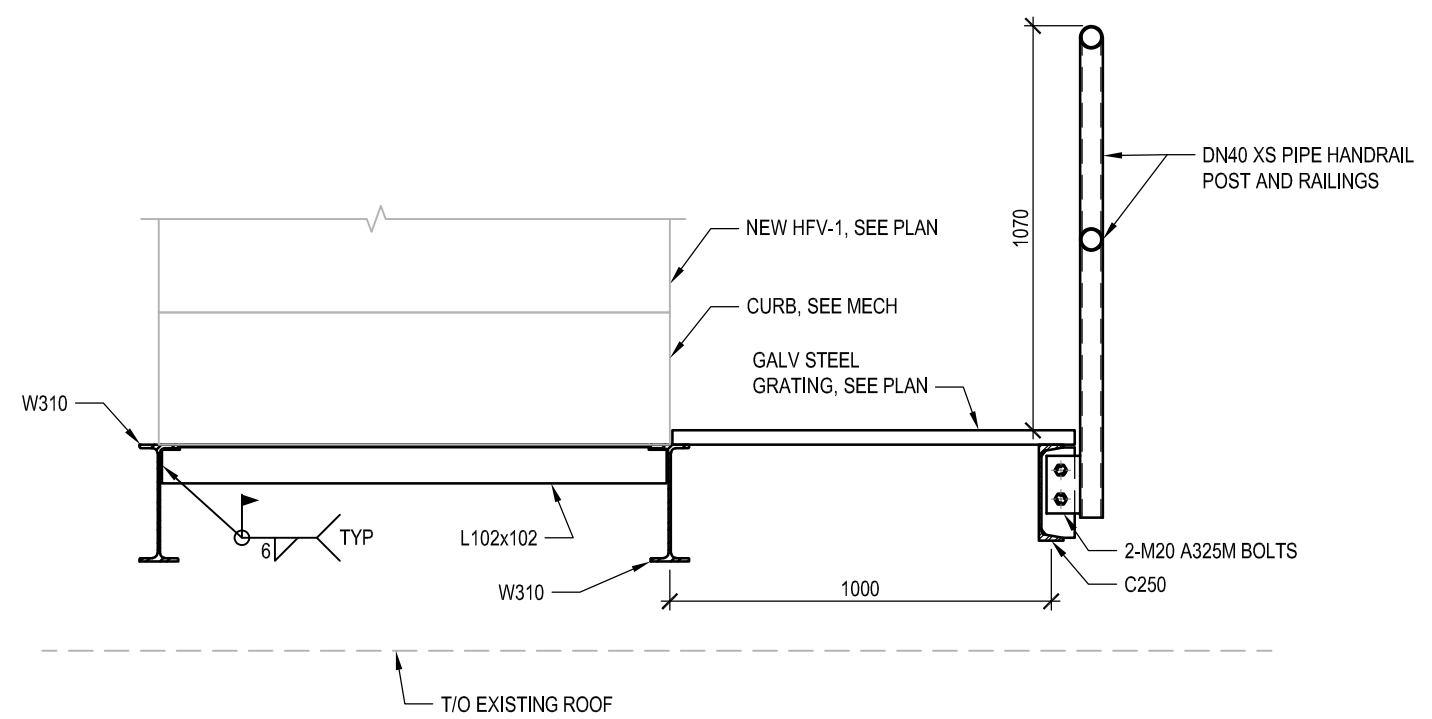 DN40 XS PIPE HANDRAIL
POST AND RAILINGS
1070
NEW HFV-1, SEE PLAN
CURB, SEE MECH
GALV STEEL
GRATING, SEE PLAN
W310
6
TYP
L102x102
W310
1000
2-M20 A325M BOLTS
C250
T/O EXISTING ROOF